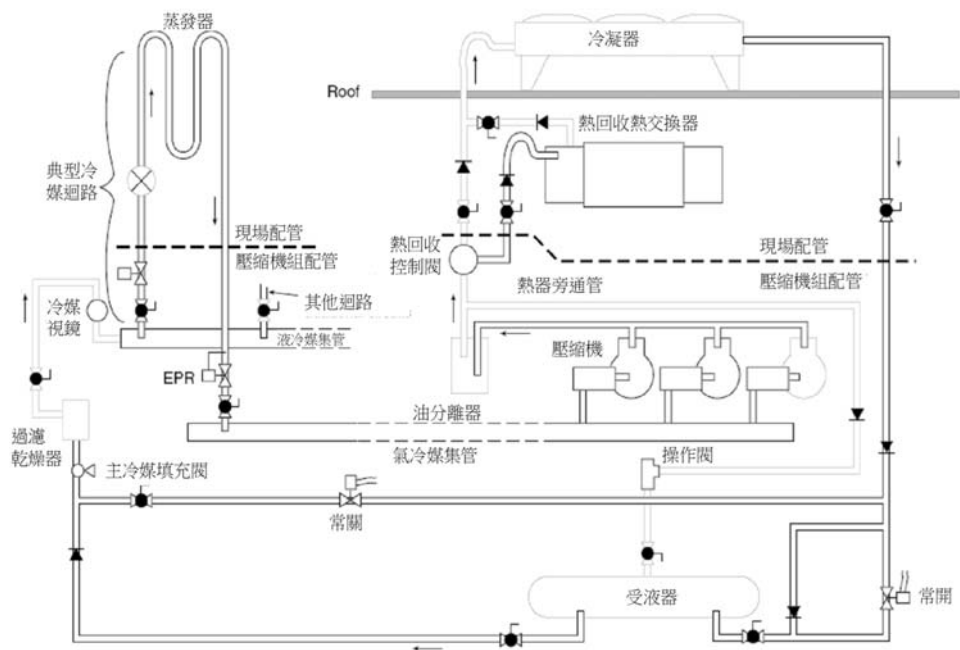 蒸發器
冷凝器
Roof
熱回收熱交換器
典型冷
媒迴路
現場配管
壓縮機組配管
熱回收
控制閥
現場配管
壓縮機組配管
熱器旁通管
其他迴路
冷媒
視鏡
液冷媒集管
壓縮機
EPR
油分離器
過濾
乾燥器
氣冷媒集管
操作閥
主冷媒填充閥
常關
受液器
常開